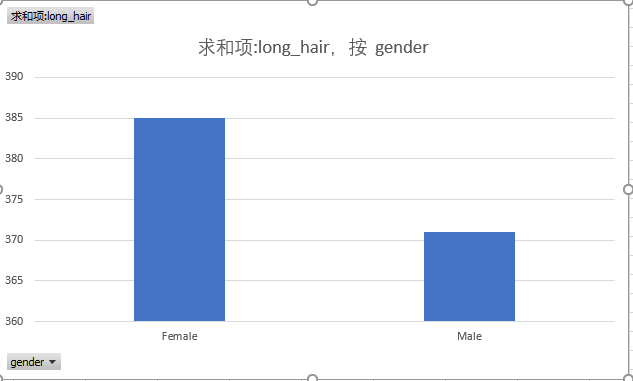 求和项:long_hair
求和项:long_hair，按 gender
390
385
380
375
370
365
360
Female
Male
gender